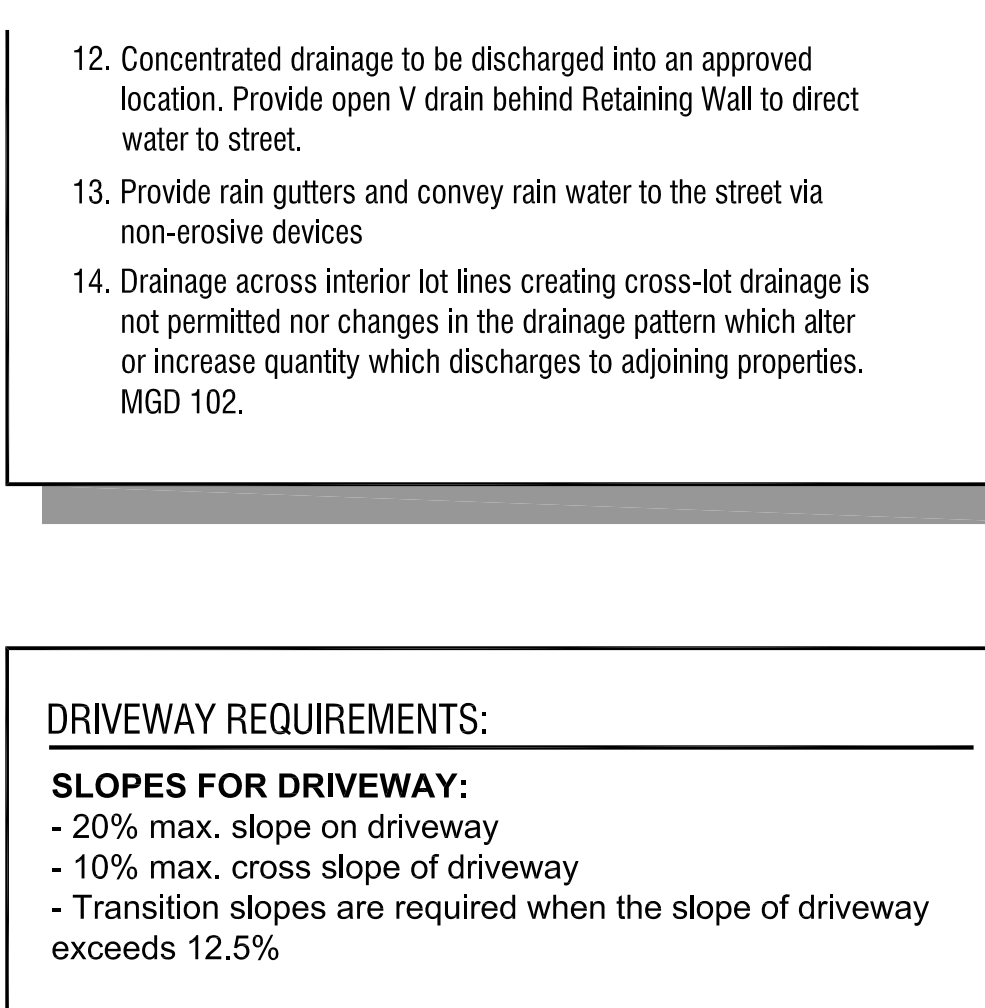 12. Concentrated drainage to be discharged into an approved
location. Provide open V drain behind Retaining Wall to direct
water to street.
13. Provide rain gutters and convey rain water to the street via
non-erosive devices
14. Drainage across interior lot lines creating cross-lot drainage is
not permitted nor changes in the drainage pattern which alter
or increase quantity which discharges to adjoining properties.
MGD 102.
DRIVEWAY REQUIREMENTS:
SLOPES FOR DRIVEWAY:
- 20% max. slope on driveway
- 10% max. cross slope of driveway
- Transition slopes are required when the slope of driveway
exceeds 12.5%